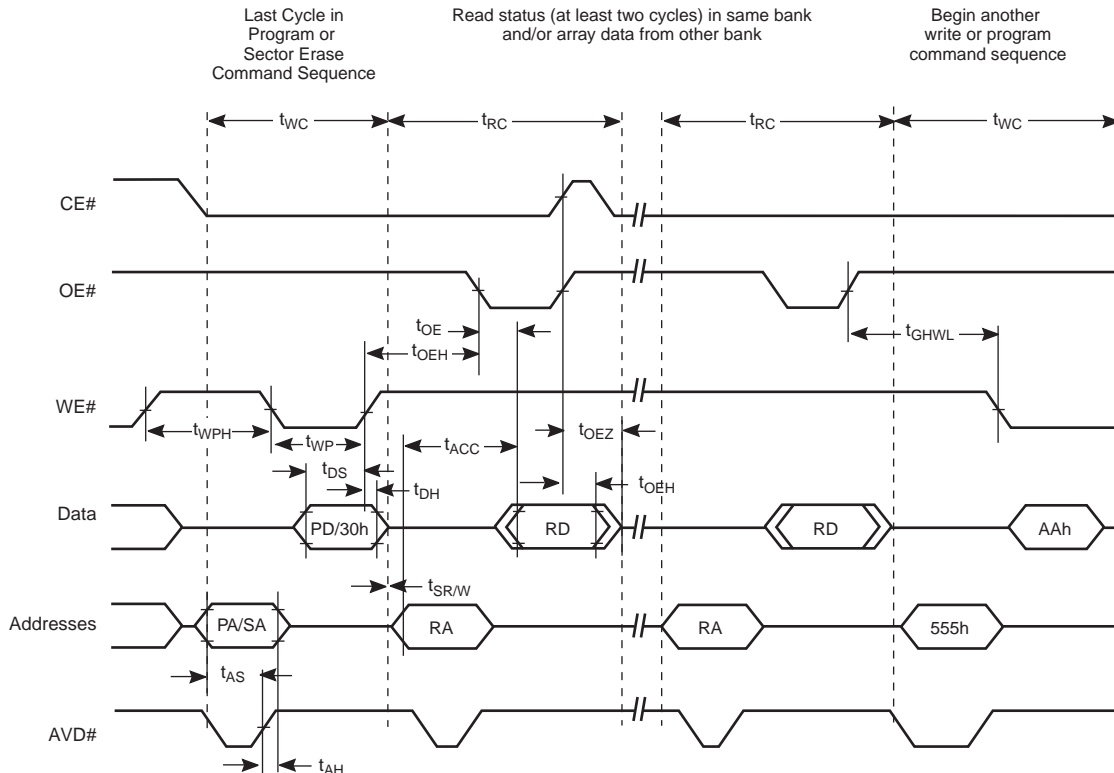 Last Cycle in
Program or
Sector Erase
Command Sequence
Read status (at least two cycles) in same bank
and/or array data from other bank
Begin another
write or program
command sequence
tWC
tRC
tRC
tWC
CE#
OE#
tOE
tOEH
tGHWL
WE#
tWPH
tWP
tACC
tOEZ
tDS
tDH
tOEH
Data
PD/30h
RD
RD
AAh
tSR/W
Addresses
PA/SA
RA
RA
555h
tAS
AVD#
tAH